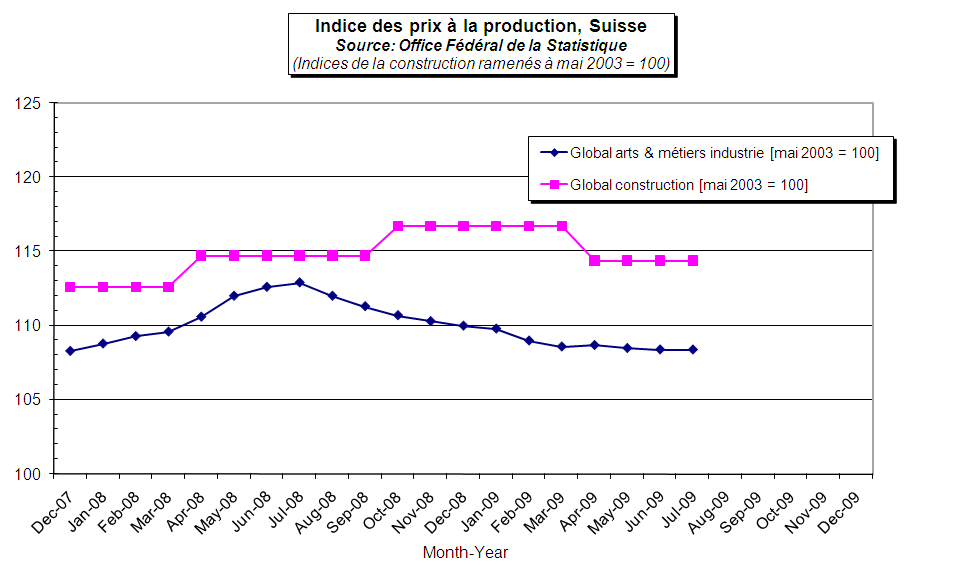 Indice des prix à la production, Suisse
Source: Office Fédéral de la Statistique
(Indices de la construction ramenés à mai 2003 = 100)
125
120
115
110
105
100
Global arts & métiers industrie [mai 2003 = 100]
Global construction [mai 2003 = 100]
Dec-07
Jan-08
Feb-08
Mar-08
Apr-08
May-08
Jun-08
Jul-08
Aug-08
Sep-08
Oct-08
Nov-08
Dec-08
Jan-09
Feb-09
Mar-09
Apr-09
May-09
Jun-09
Jul-09
Aug-09
Sep-09
Oct-09
Nov-09
Dec-09
Month-Year